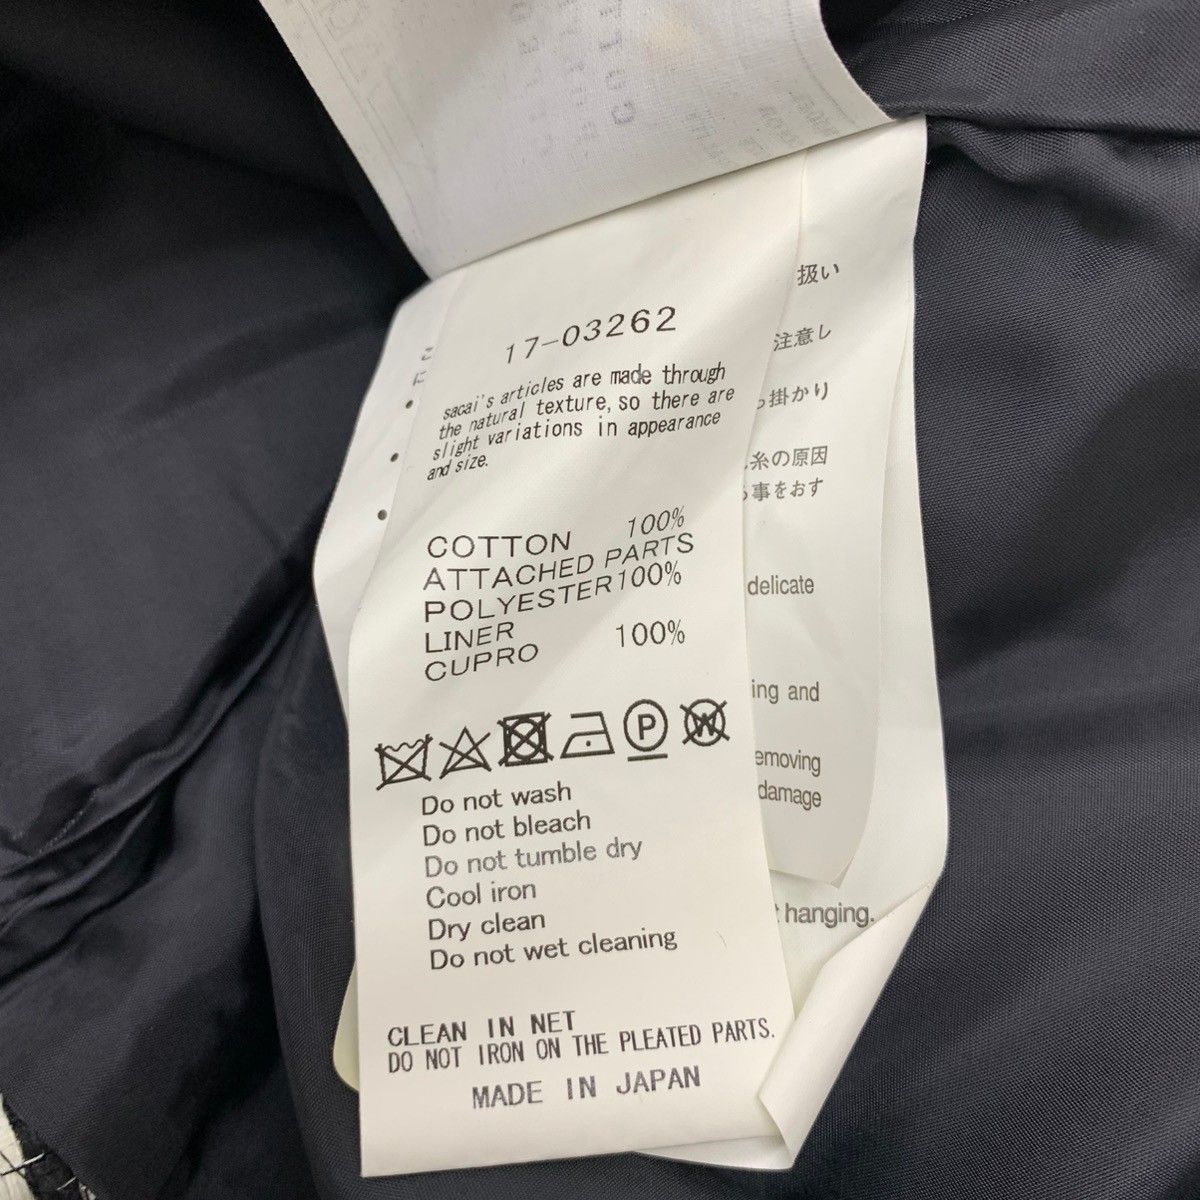 17-03262
sacai's articles are made through
the natural texture, so there are
slight variations in appearance
and size.
COTTON 100%
ATTACHED PARTS
POLYESTER 100%
LINER
CUPRO 100%
P
W
Do not wash
Do not bleach
Do not tumble dry
Cool iron
Dry clean
Do not wet cleaning
CLEAN IN NET
DO NOT IRON ON THE PLEATED PARTS.
MADE IN JAPAN
扱い
注意し
掛かり
糸の原因
事をおす
delicate
ing and
emoving
damage
hanging.